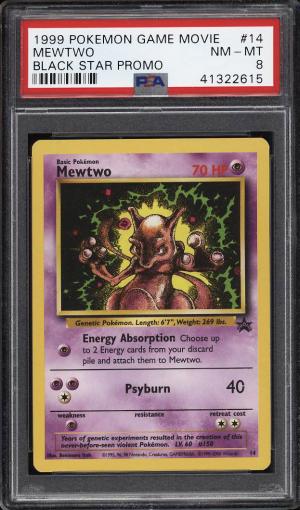 1999 POKEMON GAME MOVIE #14
MEWTWO NM - MT
BLACK STAR PROMO 8
PSA 41322615
Basic Pokémon
Mewtwo 70 HP
Genetic Pokémon. Length: 6'7", Weight: 269 lbs.
Energy Absorption Choose up
to 2 Energy cards from your discard
pile and attach them to Mewtwo.
Psyburn 40
weakness resistance retreat cost
Years of genetic experiments resulted in the creation of this
never-before-seen violent Pokémon. LV. 60 #150
14